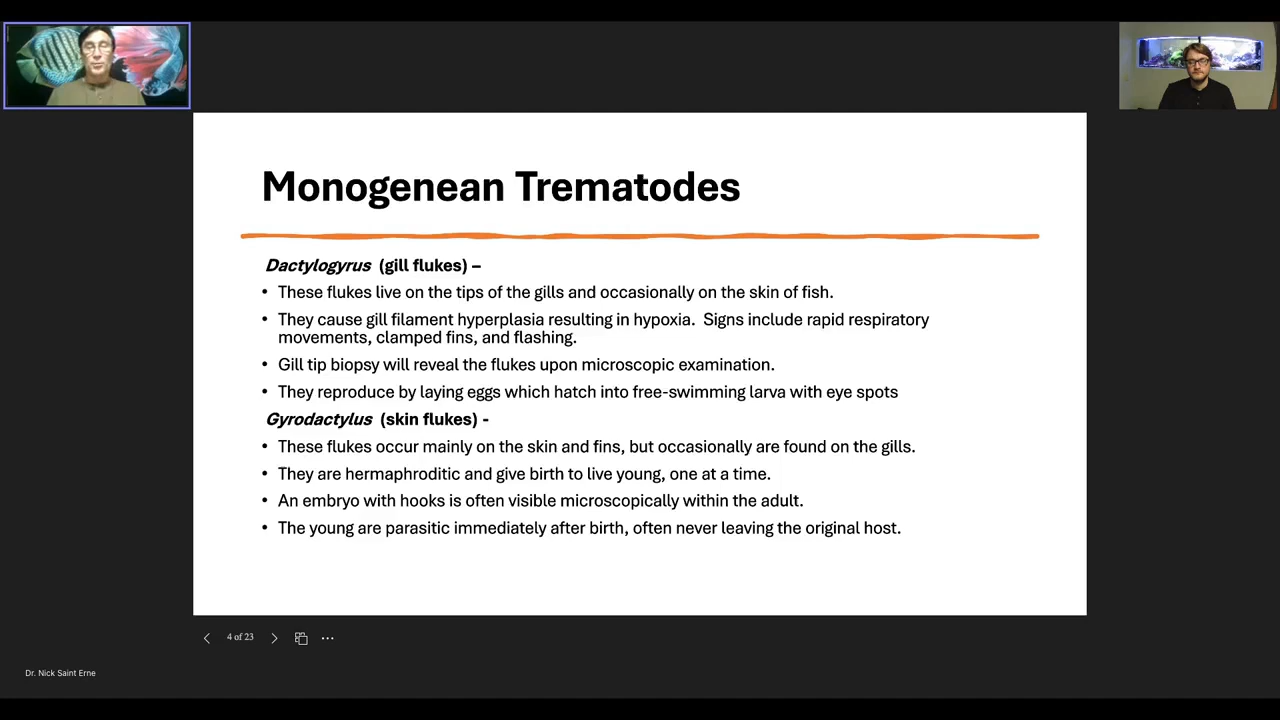 Monogenean Trematodes
Dactylogyrus (gill flukes) –
• These flukes live on the tips of the gills and occasionally on the skin of fish.
• They cause gill filament hyperplasia resulting in hypoxia. Signs include rapid respiratory
movements, clamped fins, and flashing.
• Gill tip biopsy will reveal the flukes upon microscopic examination.
• They reproduce by laying eggs which hatch into free-swimming larva with eye spots
Gyrodactylus (skin flukes) -
• These flukes occur mainly on the skin and fins, but occasionally are found on the gills.
• They are hermaphroditic and give birth to live young, one at a time.
• An embryo with hooks is often visible microscopically within the adult.
• The young are parasitic immediately after birth, often never leaving the original host.
4 of 23
Dr. Nick Saint Erne